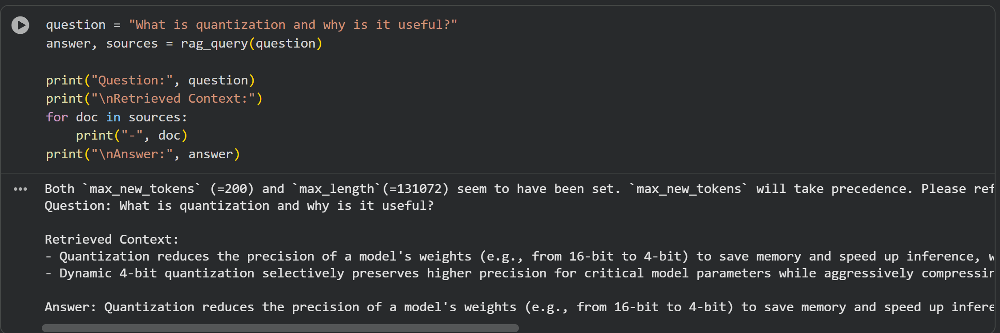 question = "What is quantization and why is it useful?"
answer, sources = rag_query(question)

print("Question:", question)
print("\nRetrieved Context:")
for doc in sources:
    print("-", doc)
print("\nAnswer:", answer)

Both `max_new_tokens` (=200) and `max_length`(=131072) seem to have been set. `max_new_tokens` will take precedence. Please ref
Question: What is quantization and why is it useful?

Retrieved Context:
- Quantization reduces the precision of a model's weights (e.g., from 16-bit to 4-bit) to save memory and speed up inference, w
- Dynamic 4-bit quantization selectively preserves higher precision for critical model parameters while aggressively compressin

Answer: Quantization reduces the precision of a model's weights (e.g., from 16-bit to 4-bit) to save memory and speed up infere